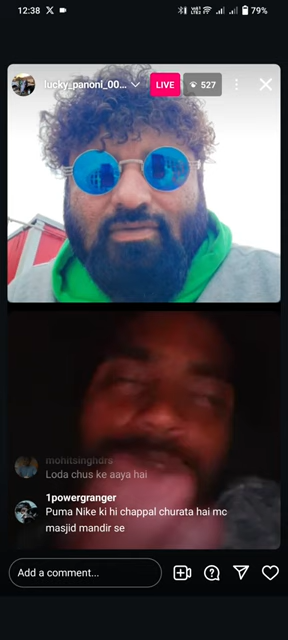 12:38
79%
lucky_panoni_00...
LIVE
527
mohitsinghdrs
Loda chus ke aaya hai
1powergranger
Puma Nike ki hi chappal churata hai mc
masjid mandir se
Add a comment...